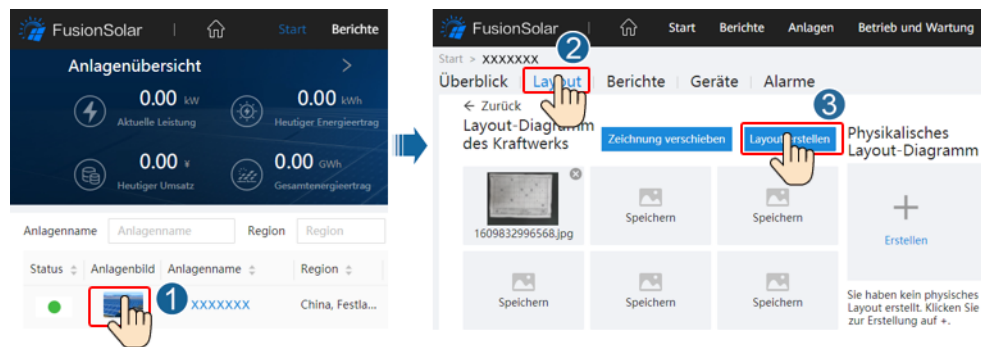 FusionSolar
Start
Berichte
Anlagenübersicht
>
0.00 kW
Aktuelle Leistung
0.00 kWh
Heutiger Energieertrag
0.00 ¥
Heutiger Umsatz
0.00 GWh
Gesamtenergieertrag
Anlagenname
Anlagenname
Region
Region
Status
Anlagenbild
Anlagenname
Region
1
XXXXXXX
China, Festla...
FusionSolar
Start
Berichte
Anlagen
Betrieb und Wartung
2
Start > XXXXXXX
Überblick
Layout
Berichte
Geräte
Alarme
3
← Zurück
Layout-Diagramm
des Kraftwerks
Zeichnung verschieben
Layout erstellen
Physikalisches
Layout-Diagramm
1609832996568.jpg
Speichern
Speichern
+
Erstellen
Speichern
Speichern
Speichern
Sie haben kein physisches
Layout erstellt. Klicken Sie
zur Erstellung auf +.